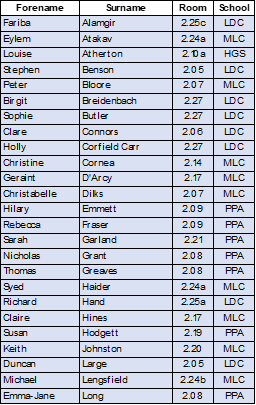 Forename Surname Room School
Fariba Alamgir 2.25c LDC
Eylem Atakav 2.24a MLC
Louise Atherton 2.10a HGS
Stephen Benson 2.05 LDC
Peter Bloore 2.07 MLC
Birgit Breidenbach 2.27 LDC
Sophie Butler 2.27 LDC
Clare Connors 2.06 LDC
Holly Corfield Carr 2.27 LDC
Christine Cornea 2.14 MLC
Geraint D'Arcy 2.17 MLC
Christabelle Dilks 2.07 MLC
Hilary Emmett 2.09 PPA
Rebecca Fraser 2.09 PPA
Sarah Garland 2.21 PPA
Nicholas Grant 2.08 PPA
Thomas Greaves 2.08 PPA
Syed Haider 2.24a MLC
Richard Hand 2.25a LDC
Claire Hines 2.17 MLC
Susan Hodgett 2.19 PPA
Keith Johnston 2.20 MLC
Duncan Large 2.05 LDC
Michael Lengsfield 2.24b MLC
Emma-Jane Long 2.08 PPA